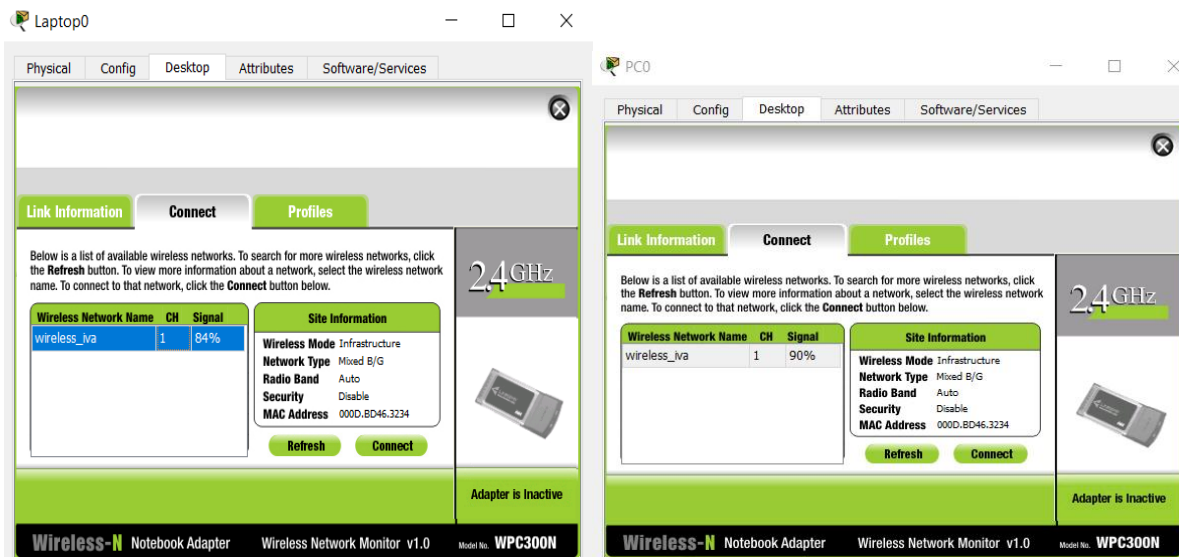 Laptop0
Physical Config Desktop Attributes Software/Services
Link Information Connect Profiles
Below is a list of available wireless networks. To search for more wireless networks, click
the Refresh button. To view more information about a network, select the wireless network
name. To connect to that network, click the Connect button below.
2.4GHz
Wireless Network Name CH Signal
wireless_iva 1 84%
Site Information
Wireless Mode Infrastructure
Network Type Mixed B/G
Radio Band Auto
Security Disable
MAC Address 000D.BD46.3234
Refresh Connect
Adapter is Inactive
Wireless-N Notebook Adapter Wireless Network Monitor v1.0 Model No. WPC300N
PC0
Physical Config Desktop Attributes Software/Services
Link Information Connect Profiles
Below is a list of available wireless networks. To search for more wireless networks, click
the Refresh button. To view more information about a network, select the wireless network
name. To connect to that network, click the Connect button below.
2.4GHz
Wireless Network Name CH Signal
wireless_iva 1 90%
Site Information
Wireless Mode Infrastructure
Network Type Mixed B/G
Radio Band Auto
Security Disable
MAC Address 000D.BD46.3234
Refresh Connect
Adapter is Inactive
Wireless-N Notebook Adapter Wireless Network Monitor v1.0 Model No. WPC300N